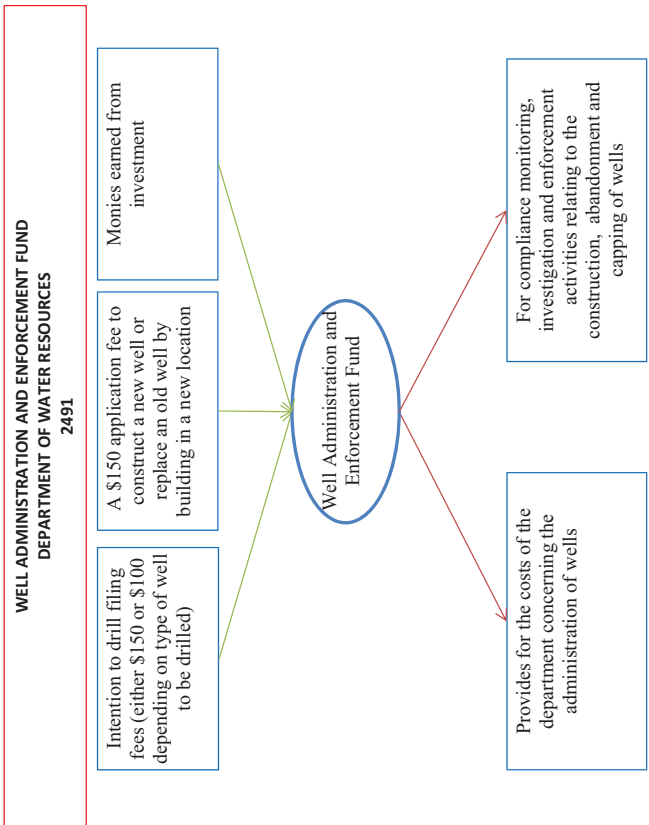 WELL ADMINISTRATION AND ENFORCEMENT FUND
DEPARTMENT OF WATER RESOURCES
2491
Intention to drill filing
fees (either $150 or $100
depending on type of well
to be drilled)
A $150 application fee to
construct a new well or
replace an old well by
building in a new location
Monies earned from
investment
Well Administration and
Enforcement Fund
Provides for the costs of the
department concerning the
administration of wells
For compliance monitoring,
investigation and enforcement
activities relating to the
construction, abandonment and
capping of wells